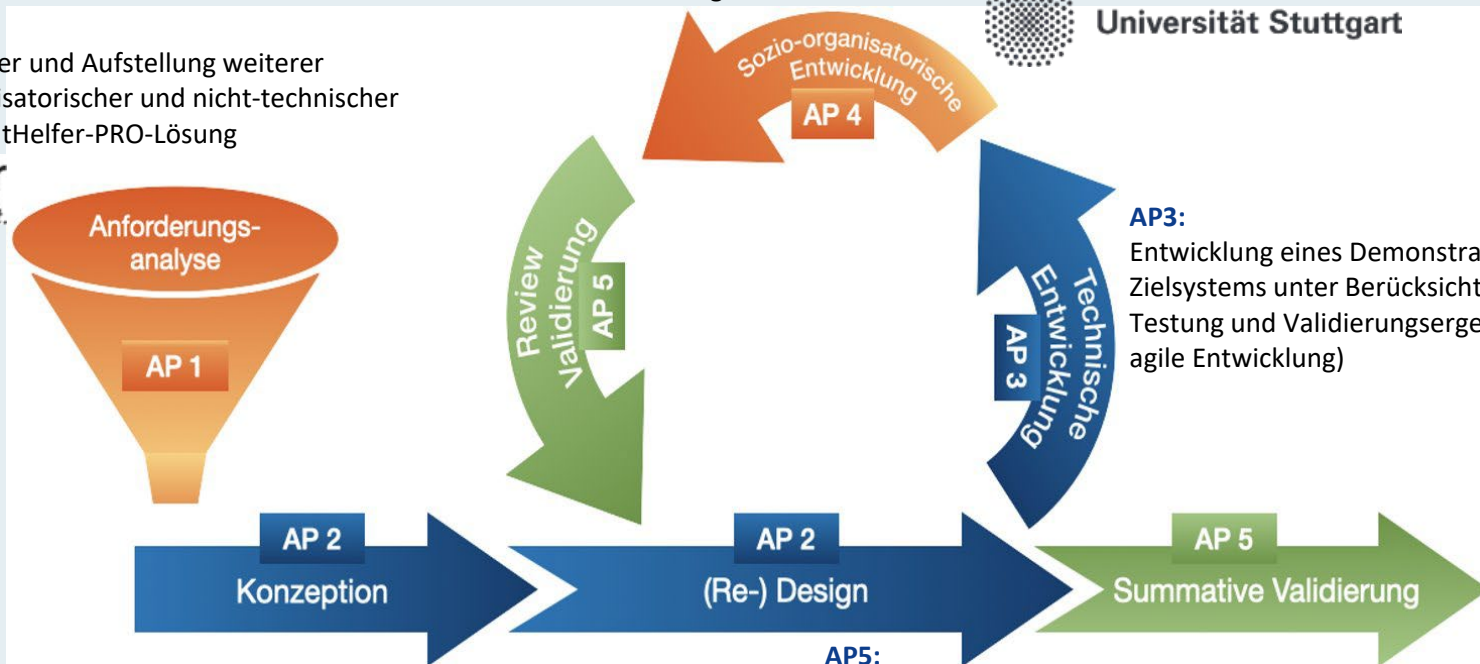 Universität Stuttgart
er und Aufstellung weiterer
isatorischer und nicht-technischer
tHelfer-PRO-Lösung
Sozio-organisatorische
Entwicklung
AP 4
Anforderungs-
analyse
AP 1
Review
Validierung
AP 5
Technische
Entwicklung
AP 3
AP3:
Entwicklung eines Demonstra
Zielsystems unter Berücksicht
Testung und Validierungserge
agile Entwicklung)
AP 2
Konzeption
AP 2
(Re-) Design
AP 5
Summative Validierung
AP5: